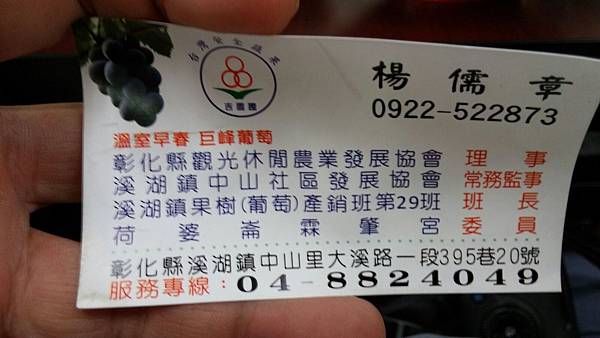 台灣安全蔬果
吉園圃
楊儒章
0922-522873
溫室早春 巨峰葡萄
彰化縣觀光休閒農業發展協會 理事
溪湖鎮中山社區發展協會 常務監事
溪湖鎮果樹(葡萄)產銷班第29班 班長
荷婆崙霖肇宮 委員
彰化縣溪湖鎮中山里大溪路一段395巷20號
服務專線：04-8824049